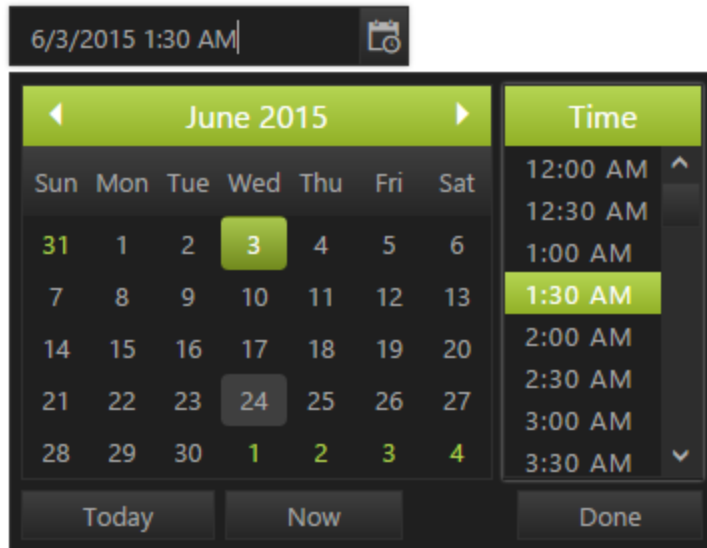 6/3/2015 1:30 AM
June 2015
Sun Mon Tue Wed Thu Fri Sat
31 1 2 3 4 5 6
7 8 9 10 11 12 13
14 15 16 17 18 19 20
21 22 23 24 25 26 27
28 29 30 1 2 3 4
Time
12:00 AM
12:30 AM
1:00 AM
1:30 AM
2:00 AM
2:30 AM
3:00 AM
3:30 AM
Today Now Done